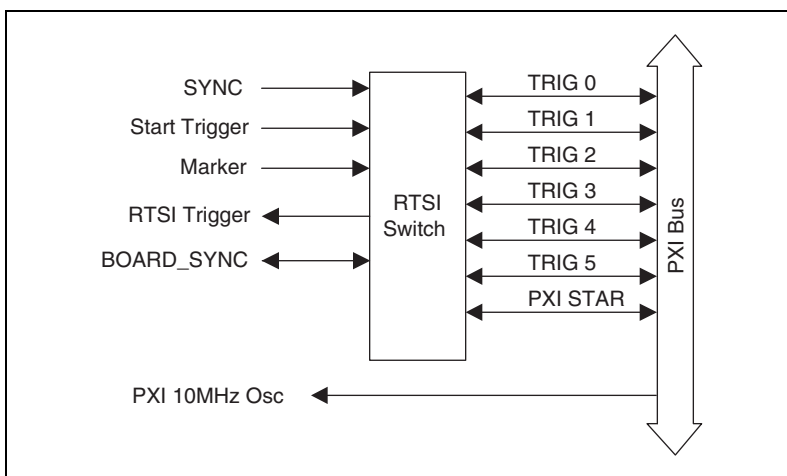 SYNC
Start Trigger
Marker
RTSI Trigger
BOARD_SYNC
RTSI
Switch
TRIG 0
TRIG 1
TRIG 2
TRIG 3
TRIG 4
TRIG 5
PXI STAR
PXI Bus
PXI 10MHz Osc